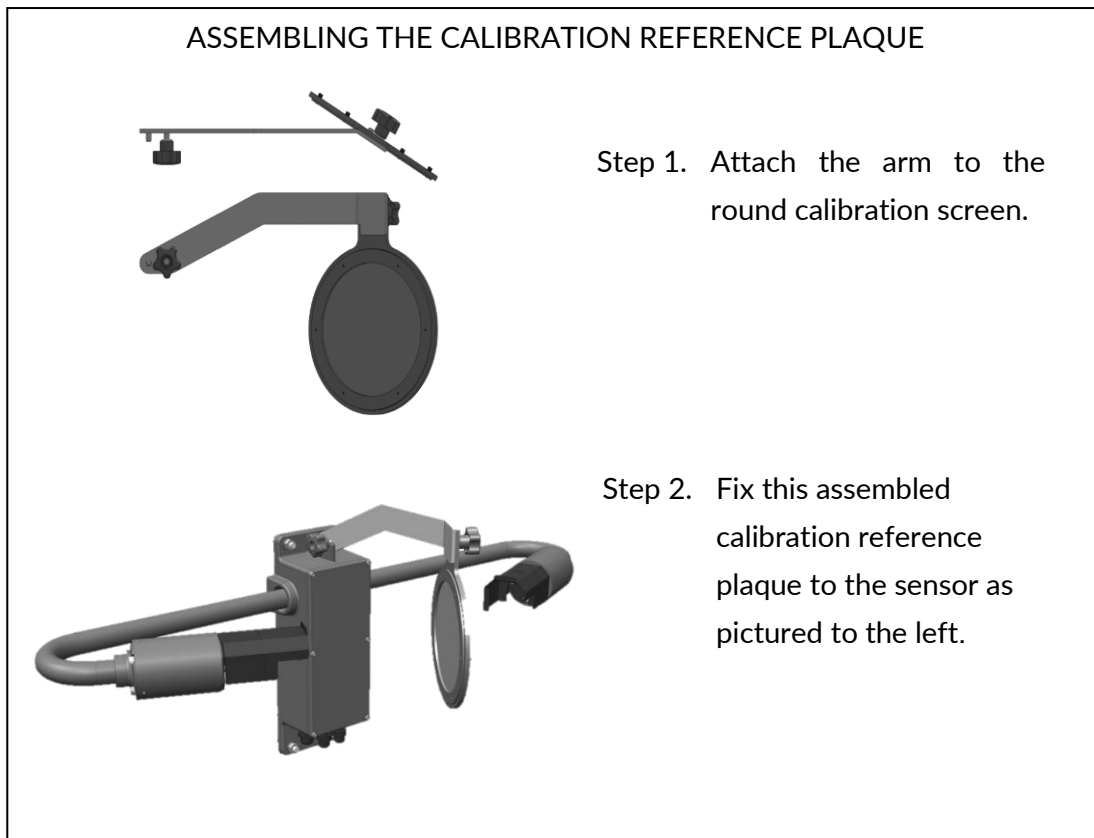 ASSEMBLING THE CALIBRATION REFERENCE PLAQUE
Step 1. Attach the arm to the
round calibration screen.
Step 2. Fix this assembled
calibration reference
plaque to the sensor as
pictured to the left.